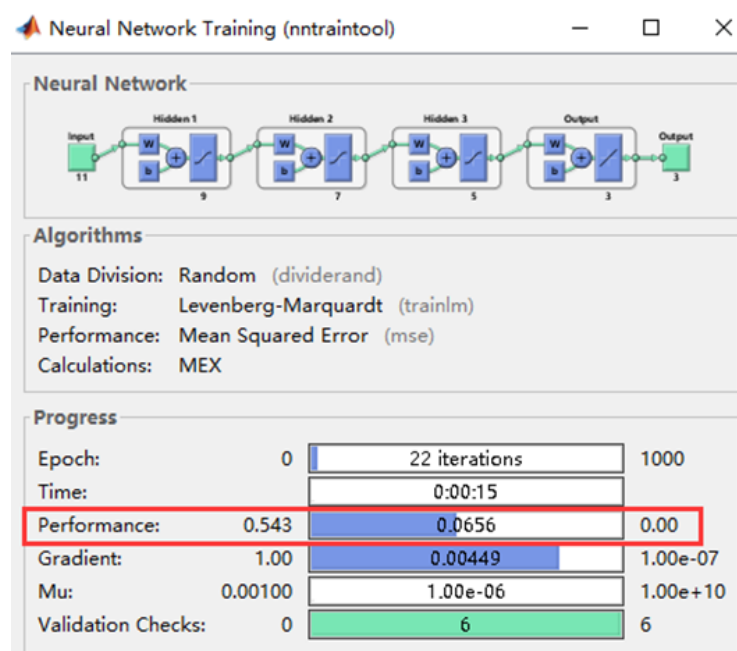 Neural Network Training (nntraintool)
Neural Network
Hidden 1 Hidden 2 Hidden 3 Output
Input W W W W Output
b b b b
11 9 7 5 3 3
Algorithms
Data Division: Random (dividerand)
Training: Levenberg-Marquardt (trainlm)
Performance: Mean Squared Error (mse)
Calculations: MEX
Progress
Epoch: 0 22 iterations 1000
Time: 0:00:15
Performance: 0.543 0.0656 0.00
Gradient: 1.00 0.00449 1.00e-07
Mu: 0.00100 1.00e-06 1.00e+10
Validation Checks: 0 6 6